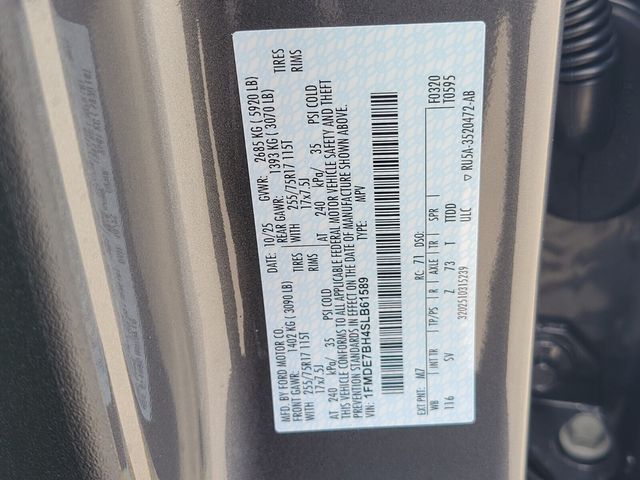 MFD. BY FORD MOTOR CO.
DATE: 10/25 GVWR: 2685 KG ( 5920 LB)
FRONT GAWR: 1402 KG (3090 LB) REAR GAWR: 1393 KG ( 3070 LB)
WITH 255/75R17 115T TIRES WITH 255/75R17 115T TIRES
17x7.5J RIMS 17x7.5J RIMS
AT 240 kPa/ 35 PSI COLD AT 240 kPa/ 35 PSI COLD
THIS VEHICLE CONFORMS TO ALL APPLICABLE FEDERAL MOTOR VEHICLE SAFETY AND THEFT
PREVENTION STANDARDS IN EFFECT ON THE DATE OF MANUFACTURE SHOWN ABOVE.
VIN: 1FMDE7BH4SLB61589 TYPE: MPV
F0320
T0595
EXT PNT: M7 RC: 71 DSO:
WB INT TR TP/PS R AXLE TR SPR
116 SV Z 73 T TTDD
ULC
3202510315239 ▽ RU5A-3520472-AB